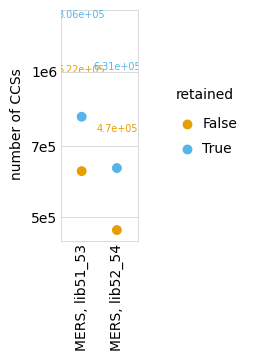 8.06e+05
1e6
6.22e+05
6.31e+05
4.7e+05
7e5
5e5
number of CCSs
MERS, lib51_53
MERS, lib52_54
retained
False
True